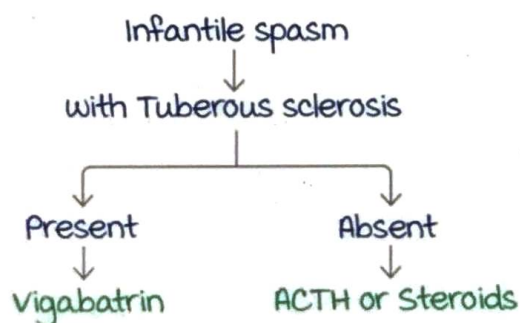 Infantile spasm
with Tuberous sclerosis
Present
Absent
Vigabatrin
ACTH or Steroids